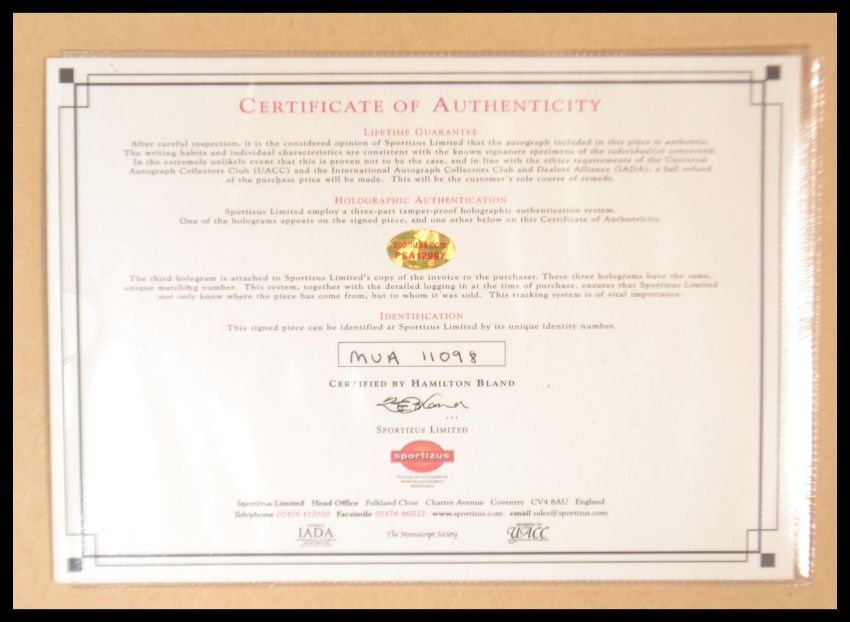 CERTIFICATE OF AUTHENTICITY
LIFETIME GUARANTEE
After careful inspection, it is the considered opinion of Sportizus Limited that the autograph included in this piece is authentic.
The writing habits and individual characteristics are consistent with the known signature specimens of the individual(s) concerned.
In the extremely unlikely event that this is proven not to be the case, and in line with the ethics requirements of the Universal
Autograph Collectors Club (UACC) and the International Autograph Collectors Club and Dealers Alliance (IADA), a full refund
of the purchase price will be made. This will be the customer's sole course of remedy.
HOLOGRAPHIC AUTHENTICATION
Sportizus Limited employ a three-part tamper-proof holographic authentication system.
One of the holograms appears on the signed piece, and one other below on this Certificate of Authenticity.
sportizus.com
PSA12997
The third hologram is attached to Sportizus Limited's copy of the invoice to the purchaser. These three holograms have the same,
unique matching number. This system, together with the detailed logging in at the time of purchase, ensures that Sportizus Limited
not only know where the piece has come from, but to whom it was sold. This tracking system is of vital importance.
IDENTIFICATION
This signed piece can be identified at Sportizus Limited by its unique identity number.
MUA 11098
CERTIFIED BY HAMILTON BLAND
SPORTIZUS LIMITED
sportizus
Sportizus Limited Head Office Falkland Close Charter Avenue Coventry CV4 8AU England
Telephone 02476 Facsimile 02476 461122 www.sportizus.com email sales@sportizus.com
IADA The Manuscript Society UACC